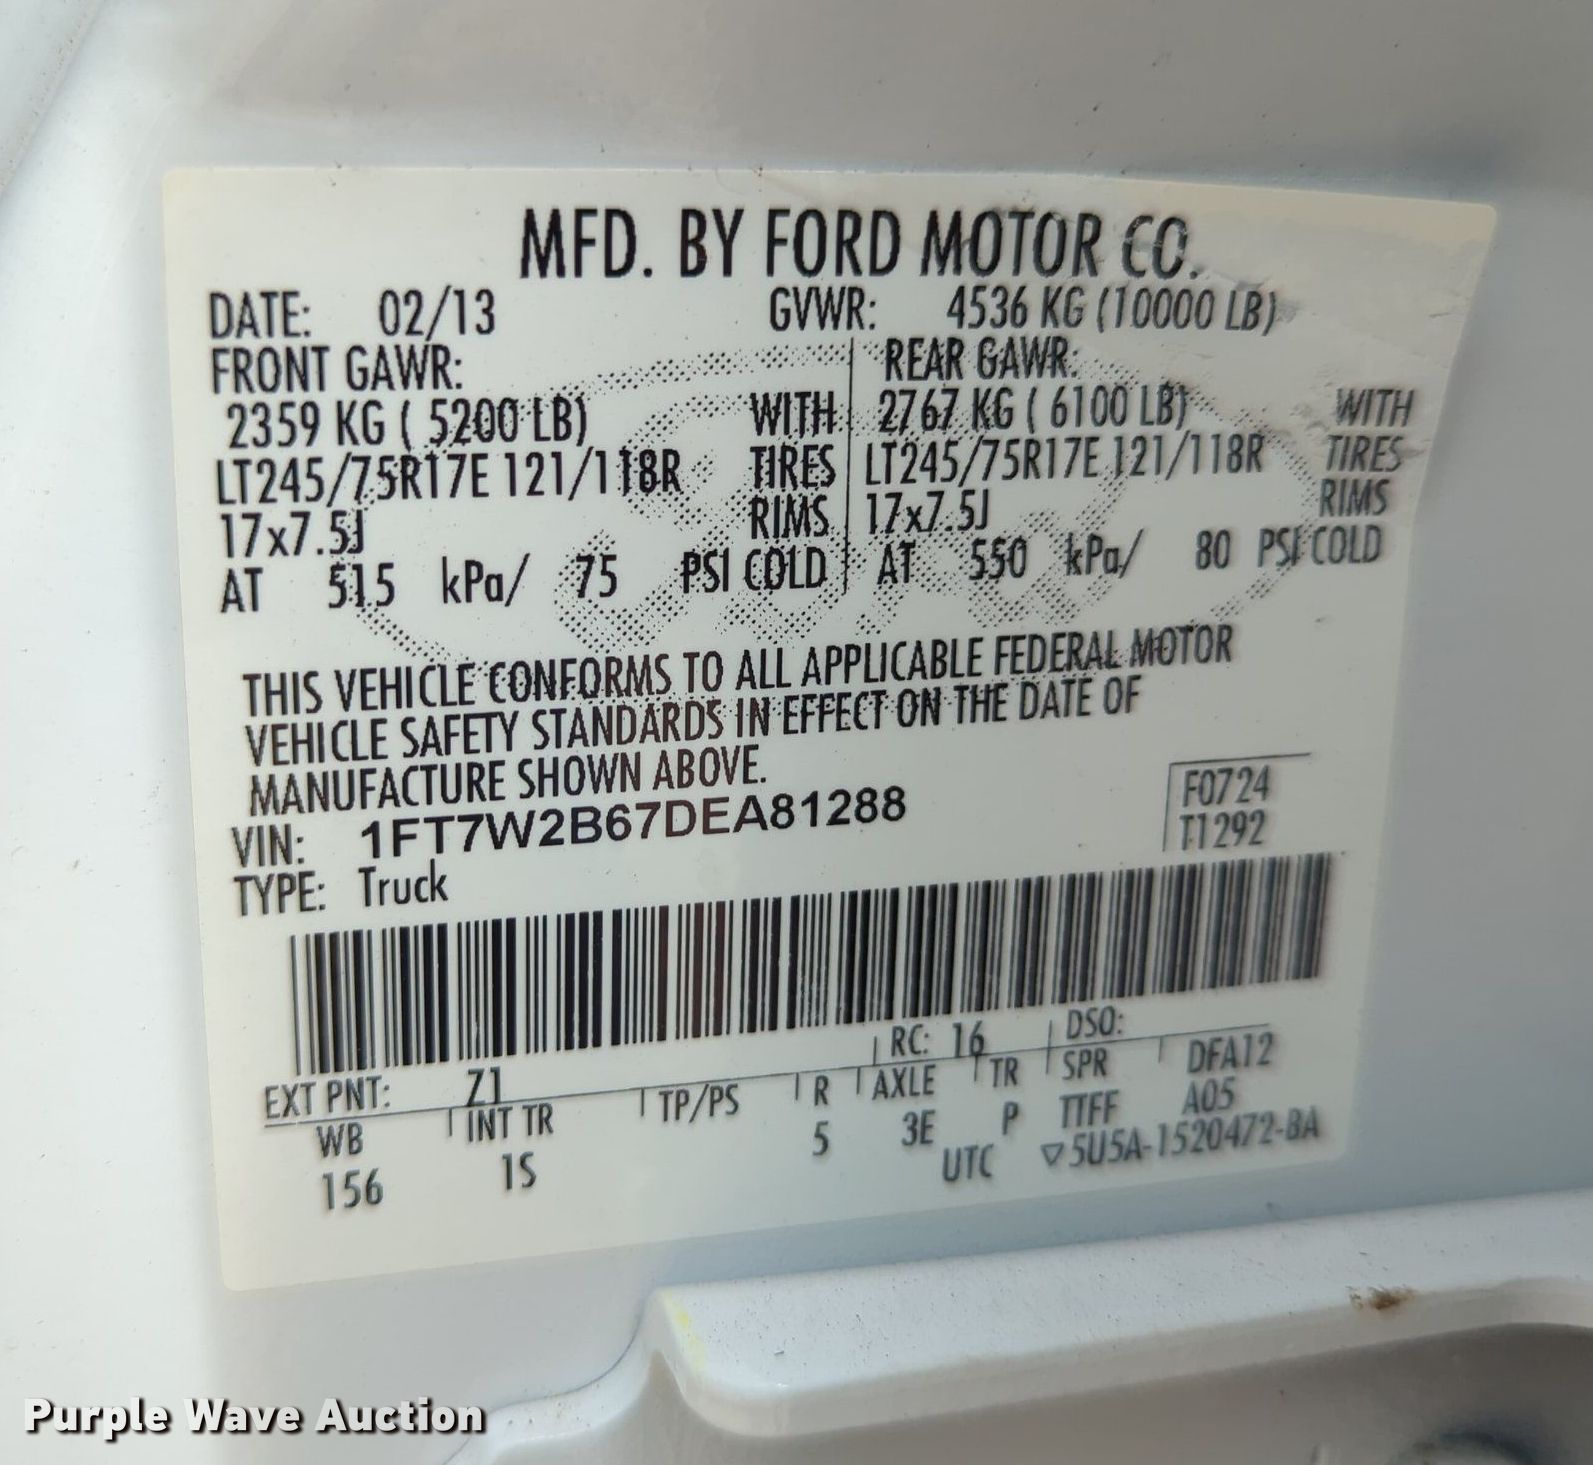 MFD. BY FORD MOTOR CO.
DATE: 02/13 GVWR: 4536 KG (10000 LB)
FRONT GAWR: REAR GAWR:
2359 KG ( 5200 LB) WITH 2767 KG ( 6100 LB) WITH
LT245/75R17E 121/118R TIRES LT245/75R17E 121/118R TIRES
17x7.5J RIMS 17x7.5J RIMS
AT 515 kPa/ 75 PSI COLD AT 550 kPa/ 80 PSI COLD
THIS VEHICLE CONFORMS TO ALL APPLICABLE FEDERAL MOTOR
VEHICLE SAFETY STANDARDS IN EFFECT ON THE DATE OF
MANUFACTURE SHOWN ABOVE.
VIN: 1FT7W2B67DEA81288
F0724
T1292
TYPE: Truck
EXT PNT: Z1 RC: 16 DSO:
WB INT TR TP/PS R AXLE TR SPR DFA12
156 1S 5 3E P TTFF A05
UTC ▽5U5A-1520472-BA
Purple Wave Auction